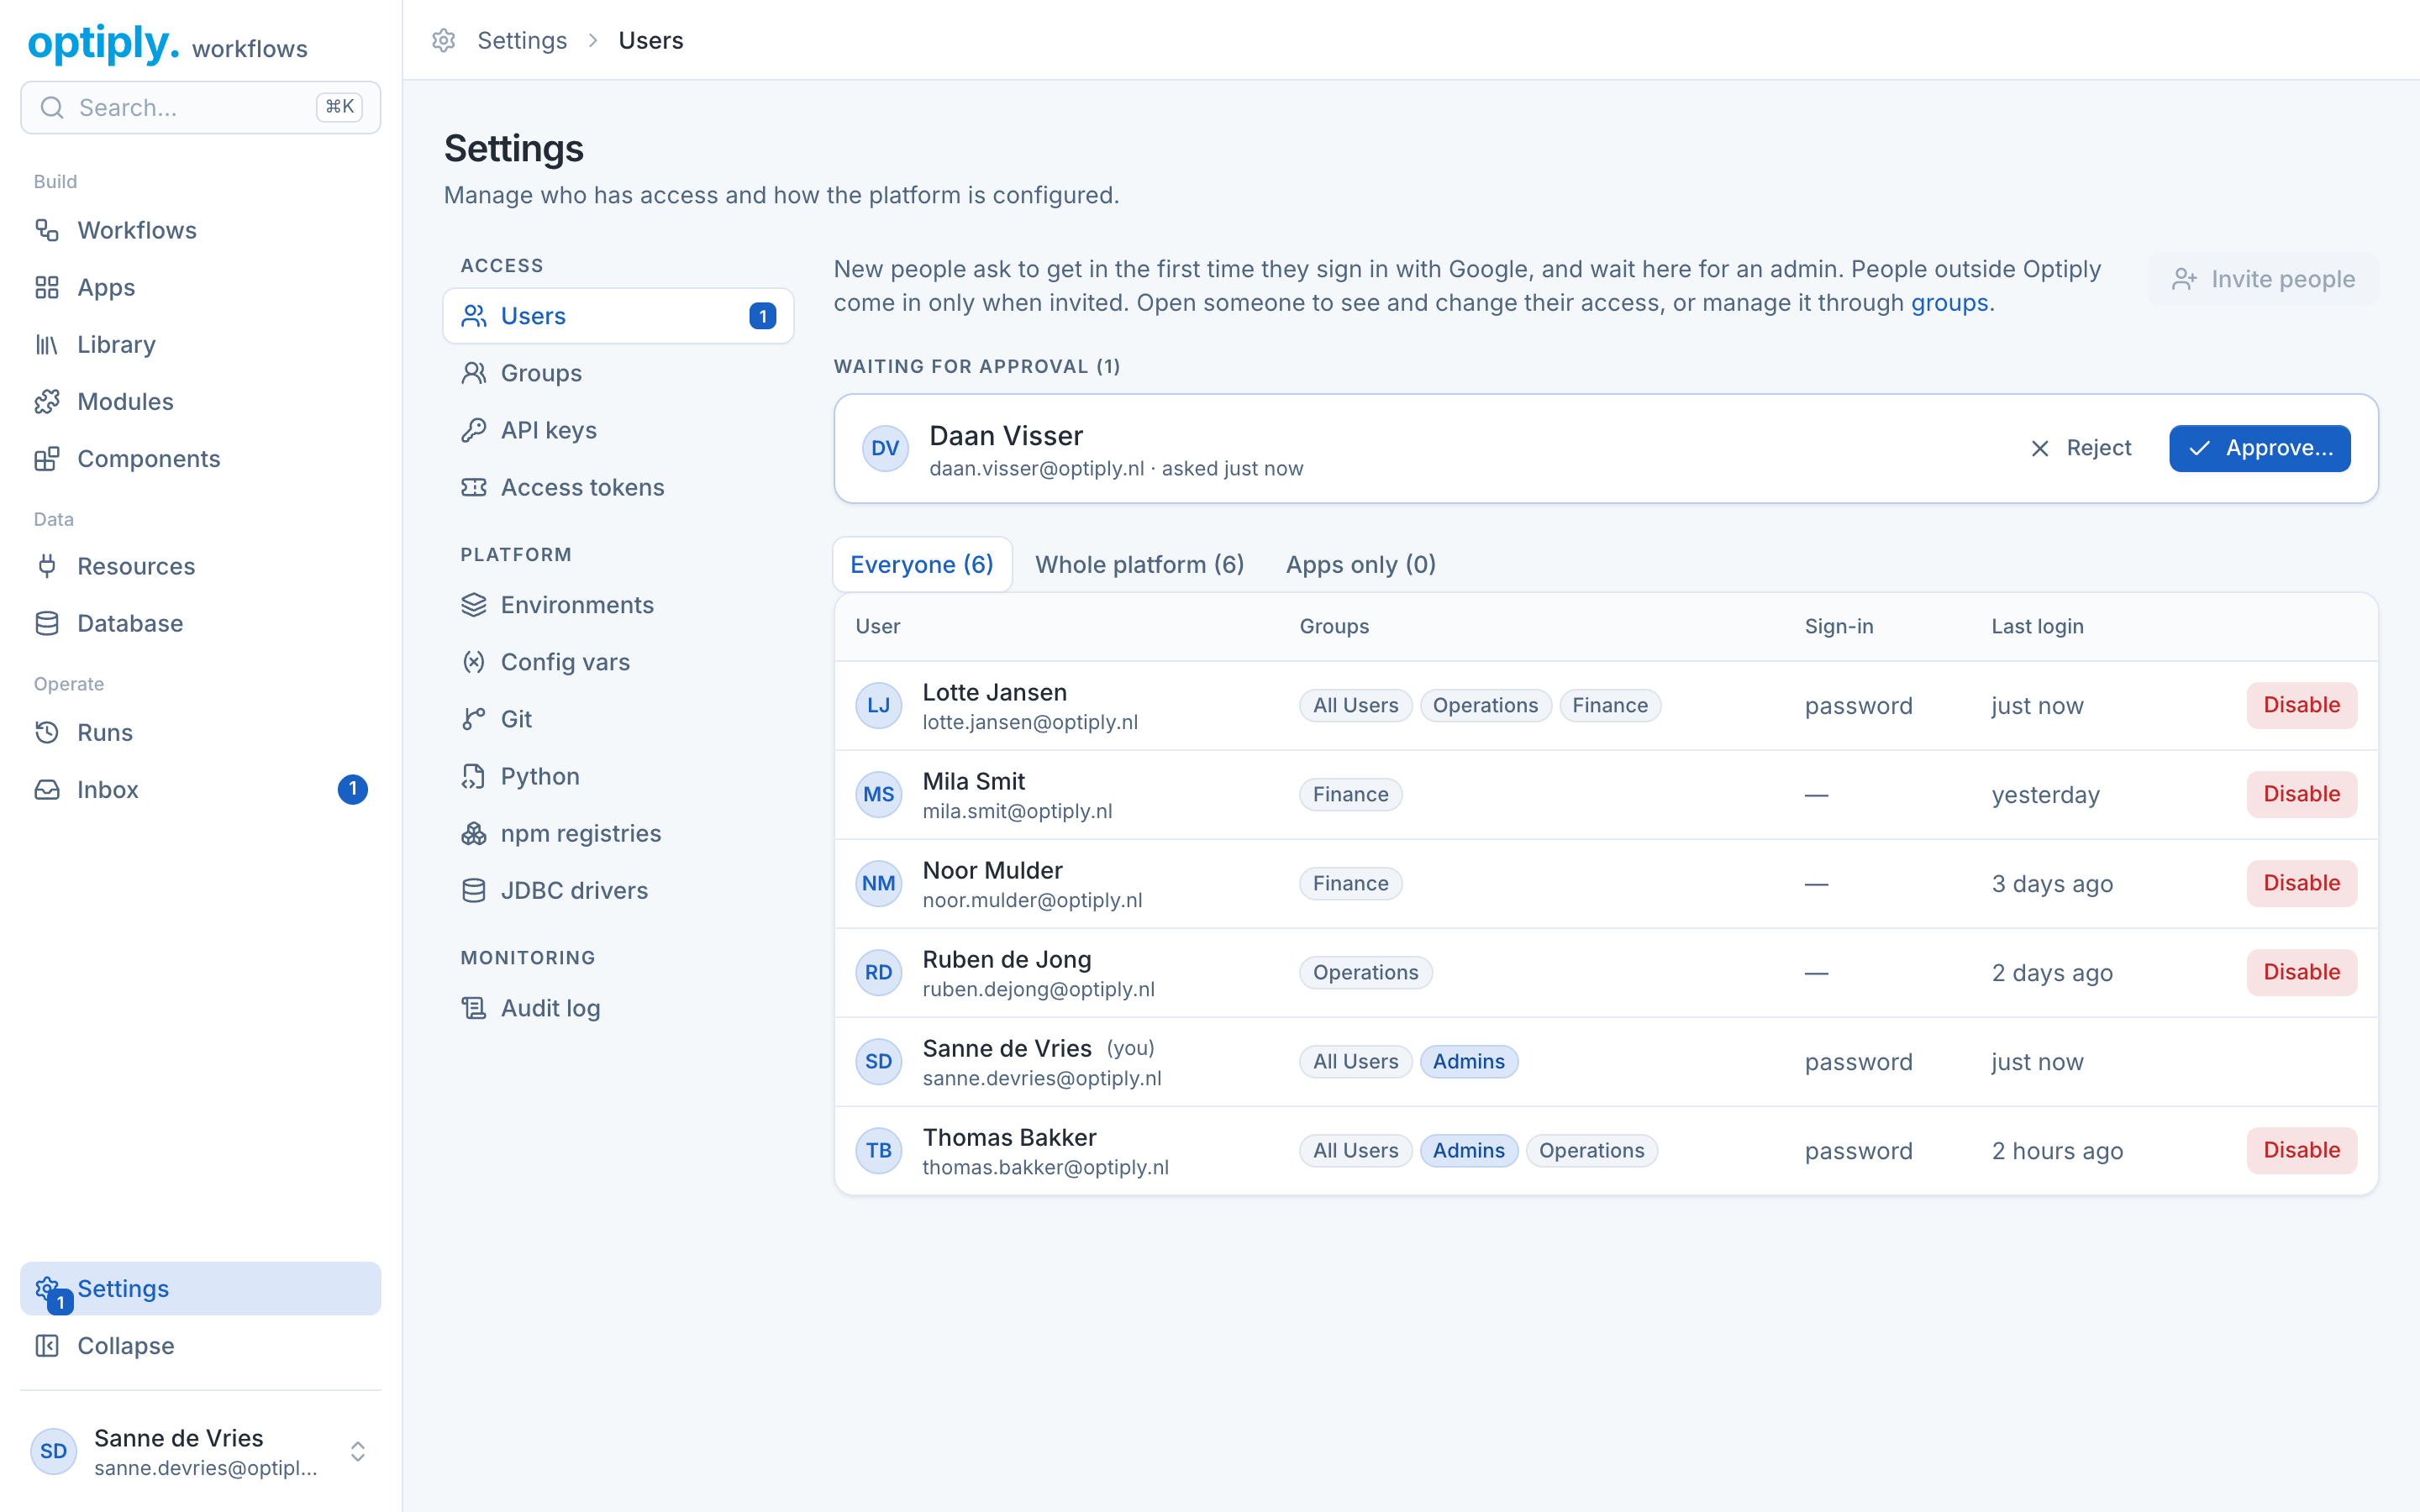 optiply. workflows
Search...
⌘K
Build
Workflows
Apps
Library
Modules
Components
Data
Resources
Database
Operate
Runs
Inbox
1
Settings
1
Collapse
SD
Sanne de Vries
sanne.devries@optipl...
Settings > Users
Settings
Manage who has access and how the platform is configured.
ACCESS
Users
1
Groups
API keys
Access tokens
PLATFORM
Environments
Config vars
Git
Python
npm registries
JDBC drivers
MONITORING
Audit log
New people ask to get in the first time they sign in with Google, and wait here for an admin. People outside Optiply
come in only when invited. Open someone to see and change their access, or manage it through groups.
Invite people
WAITING FOR APPROVAL (1)
DV
Daan Visser
daan.visser@optiply.nl · asked just now
Reject
Approve...
Everyone (6) Whole platform (6) Apps only (0)
User Groups Sign-in Last login
LJ Lotte Jansen All Users Operations Finance password just now Disable
lotte.jansen@optiply.nl
MS Mila Smit Finance — yesterday Disable
mila.smit@optiply.nl
NM Noor Mulder Finance — 3 days ago Disable
noor.mulder@optiply.nl
RD Ruben de Jong Operations — 2 days ago Disable
ruben.dejong@optiply.nl
SD Sanne de Vries (you) All Users Admins password just now
sanne.devries@optiply.nl
TB Thomas Bakker All Users Admins Operations password 2 hours ago Disable
thomas.bakker@optiply.nl